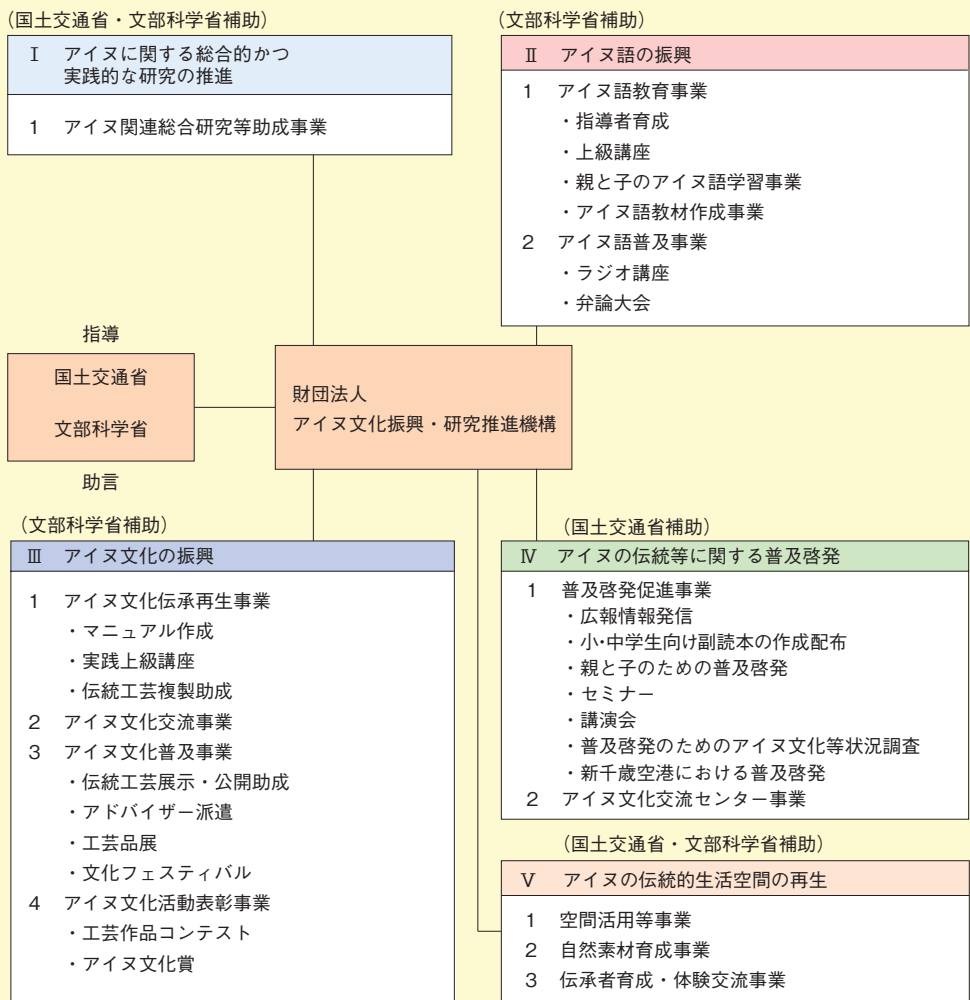 （国土交通省・文部科学省補助）
Ⅰ　アイヌに関する総合的かつ
実践的な研究の推進
1　アイヌ関連総合研究等助成事業
（文部科学省補助）
Ⅱ　アイヌ語の振興
1　アイヌ語教育事業
・指導者育成
・上級講座
・親と子のアイヌ語学習事業
・アイヌ語教材作成事業
2　アイヌ語普及事業
・ラジオ講座
・弁論大会
指導
国土交通省
文部科学省
助言
財団法人
アイヌ文化振興・研究推進機構
（文部科学省補助）
Ⅲ　アイヌ文化の振興
1　アイヌ文化伝承再生事業
・マニュアル作成
・実践上級講座
・伝統工芸複製助成
2　アイヌ文化交流事業
3　アイヌ文化普及事業
・伝統工芸展示・公開助成
・アドバイザー派遣
・工芸品展
・文化フェスティバル
4　アイヌ文化活動表彰事業
・工芸作品コンテスト
・アイヌ文化賞
（国土交通省補助）
Ⅳ　アイヌの伝統等に関する普及啓発
1　普及啓発促進事業
・広報情報発信
・小・中学生向け副読本の作成配布
・親と子のための普及啓発
・セミナー
・講演会
・普及啓発のためのアイヌ文化等状況調査
・新千歳空港における普及啓発
2　アイヌ文化交流センター事業
（国土交通省・文部科学省補助）
Ⅴ　アイヌの伝統的生活空間の再生
1　空間活用等事業
2　自然素材育成事業
3　伝承者育成・体験交流事業